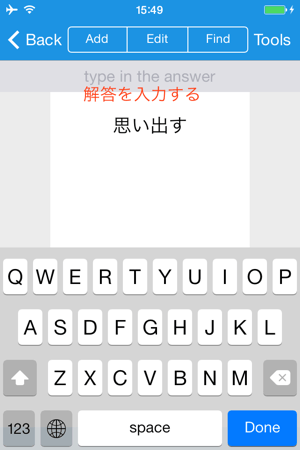 15:49
Back Add Edit Find Tools
type in the answer
解答を入力する
思い出す
Q W E R T Y U I O P
A S D F G H J K L
Z X C V B N M
123 space Done